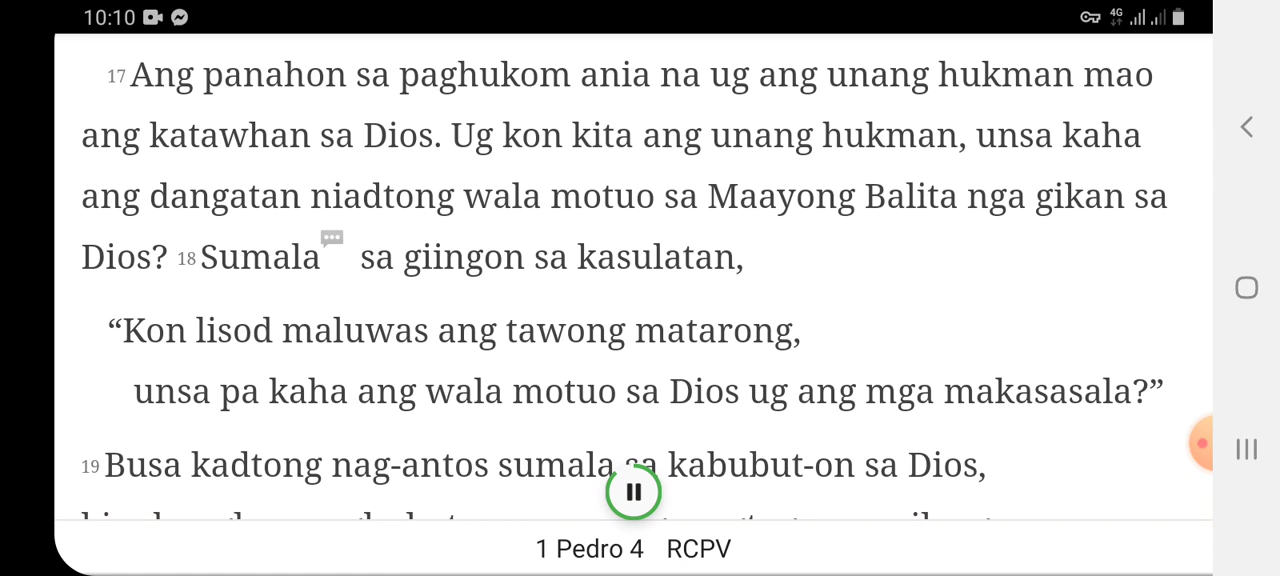 10:10 4G
17 Ang panahon sa paghukom ania na ug ang unang hukman mao
ang katawhan sa Dios. Ug kon kita ang unang hukman, unsa kaha
ang dangatan niadtong wala motuo sa Maayong Balita nga gikan sa
Dios? 18 Sumala sa giingon sa kasulatan,
“Kon lisod maluwas ang tawong matarong,
unsa pa kaha ang wala motuo sa Dios ug ang mga makasasala?”
19 Busa kadtong nag-antos sumala sa kabubut-on sa Dios,
1 Pedro 4 RCPV